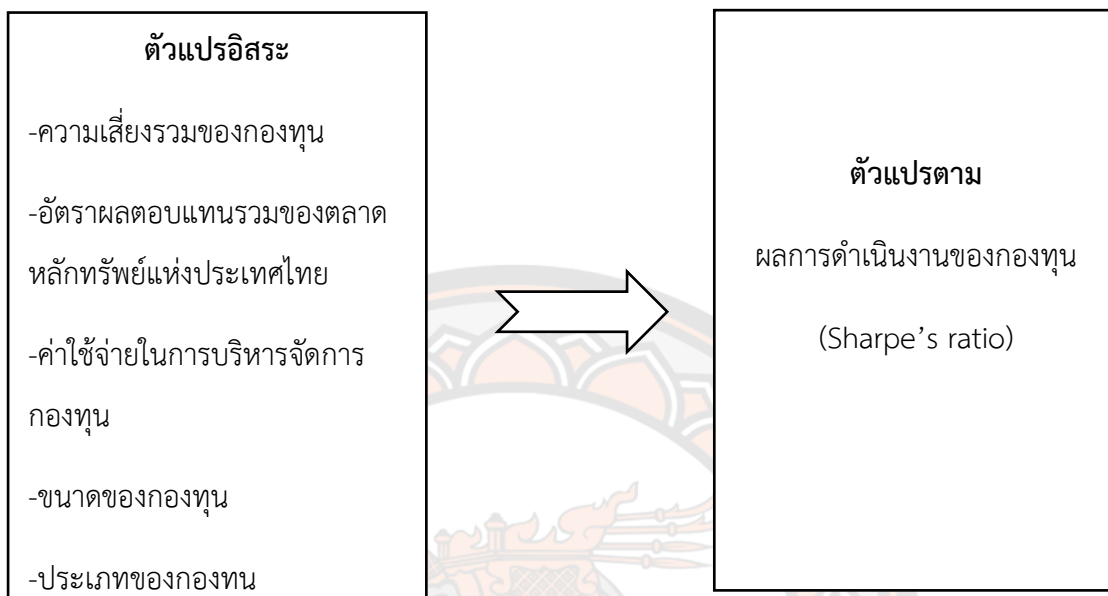 ตัวแปรอิสระ
-ความเสี่ยงรวมของกองทุน
-อัตราผลตอบแทนรวมของตลาด
หลักทรัพย์แห่งประเทศไทย
-ค่าใช้จ่ายในการบริหารจัดการ
กองทุน
-ขนาดของกองทุน
-ประเภทของกองทุน
ตัวแปรตาม
ผลการดำเนินงานของกองทุน
(Sharpe’s ratio)